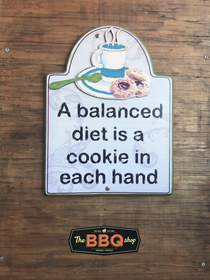 A balanced
diet is a
cookie in
each hand
The BBQ shop